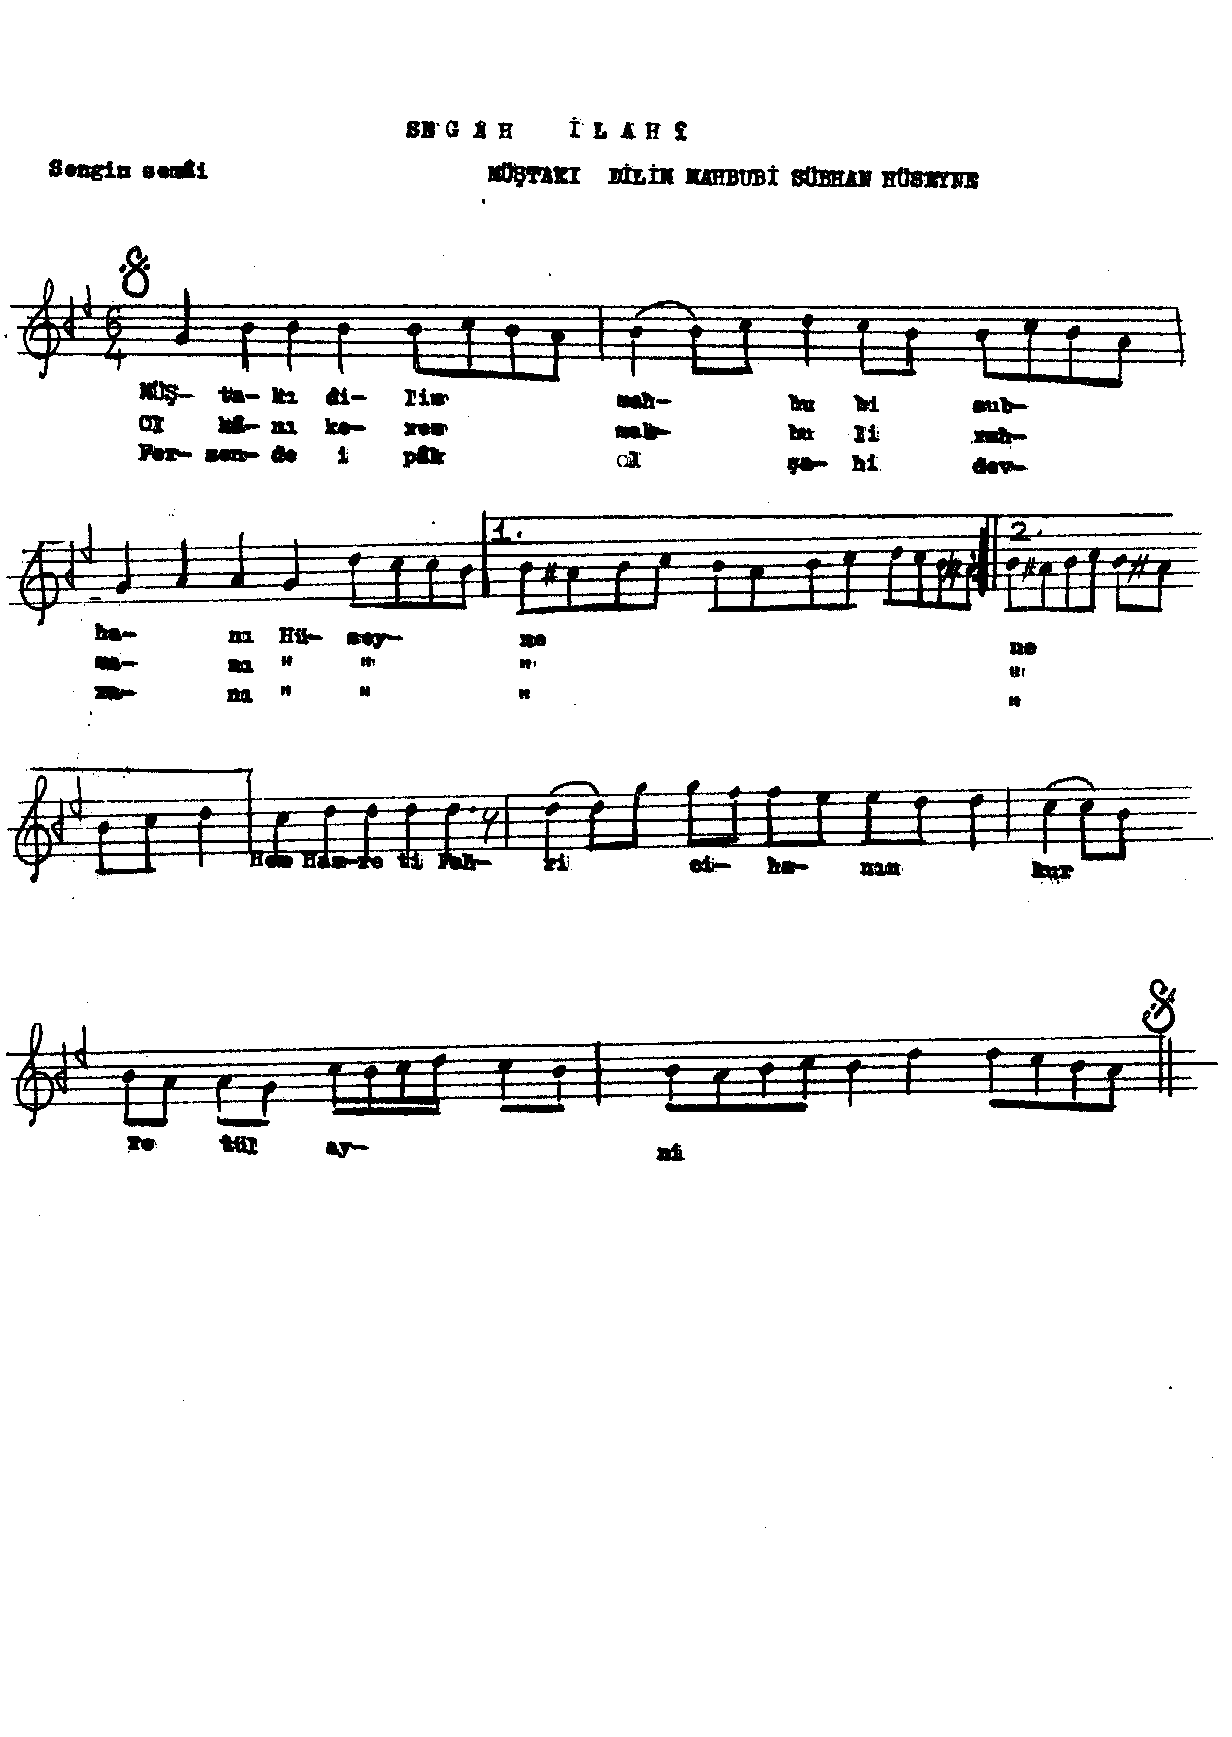 SEGÂH İLAHİ
Sengin semâi MÜŞTAKI DİLİM MAHBUBİ SÜBHAN HÜSEYNE
6
4
MÜŞ- ta- kı di- lim mah- bu bi sub-
Ol kâ- nı ke- rem mah- bu li rah-
Fer- zen- de i pâk ol şa- hi dev-
1. 2.
ha- nı Hü- sey- ne ne
ma- nı " " " "
ra- nı " " " "
Hem Haz-re ti Fah- ri ci- ha- nın kur
re tül ay- ni